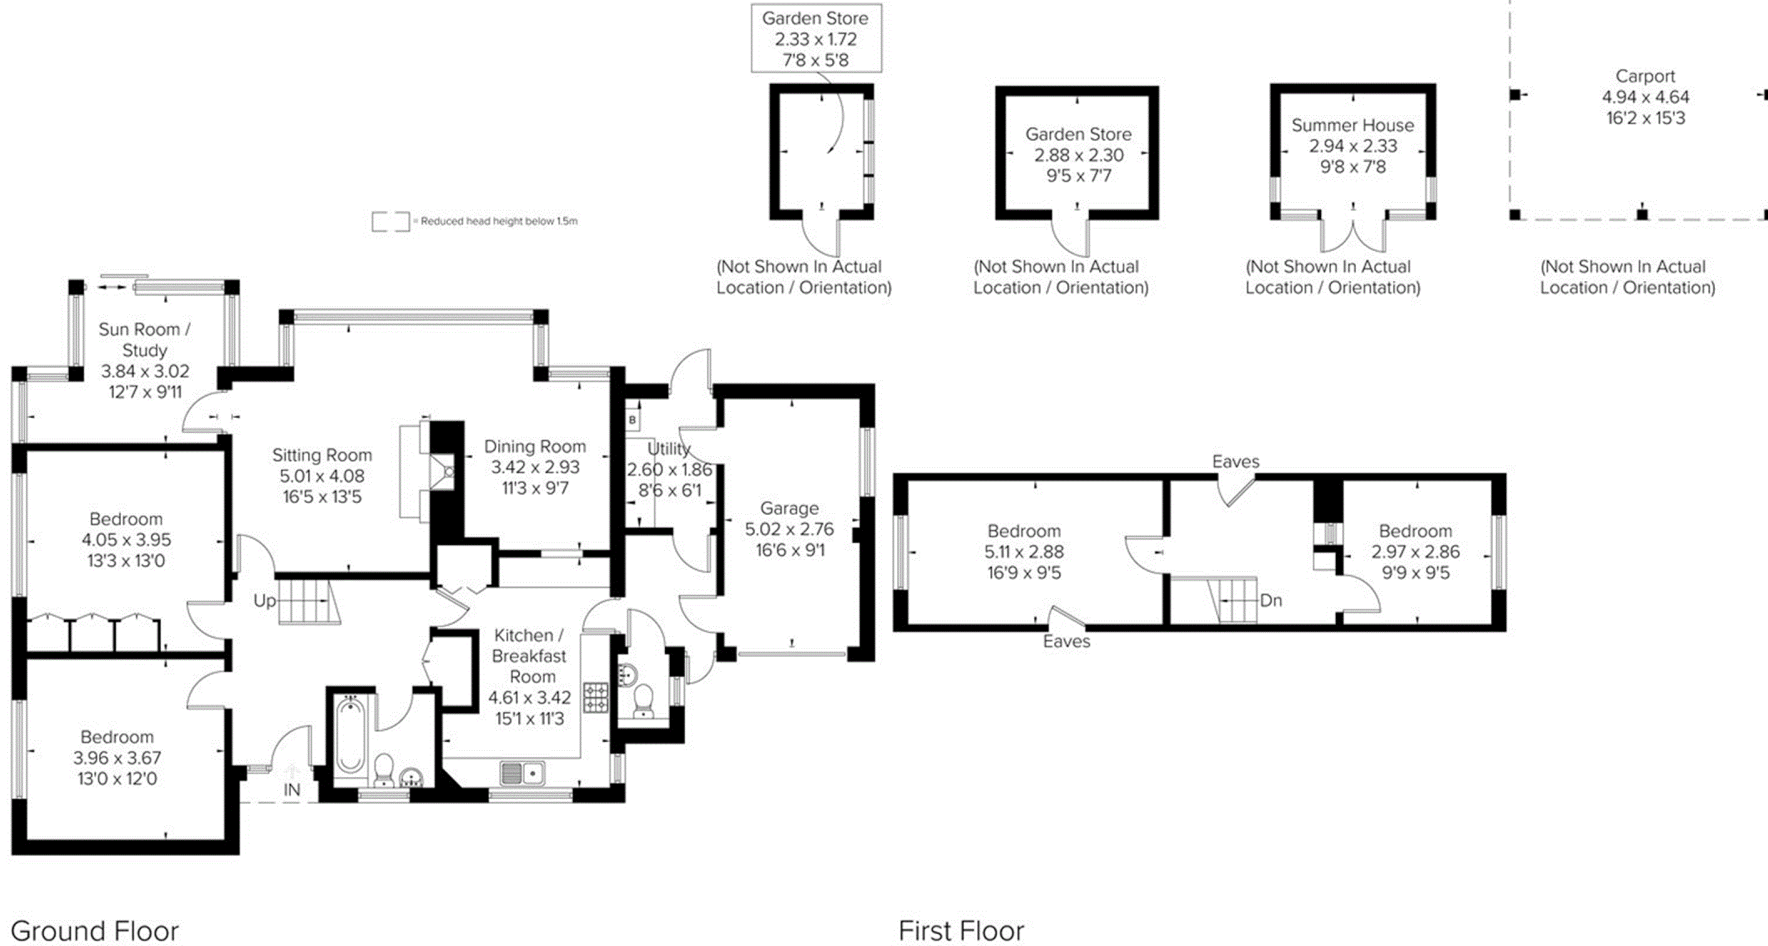 Garden Store
2.33 x 1.72
7'8 x 5'8
(Not Shown In Actual
Location / Orientation)
Garden Store
2.88 x 2.30
9'5 x 7'7
(Not Shown In Actual
Location / Orientation)
Summer House
2.94 x 2.33
9'8 x 7'8
(Not Shown In Actual
Location / Orientation)
Carport
4.94 x 4.64
16'2 x 15'3
(Not Shown In Actual
Location / Orientation)
= Reduced head height below 1.5m
Sun Room /
Study
3.84 x 3.02
12'7 x 9'11
Sitting Room
5.01 x 4.08
16'5 x 13'5
Dining Room
3.42 x 2.93
11'3 x 9'7
B
Utility
2.60 x 1.86
8'6 x 6'1
Garage
5.02 x 2.76
16'6 x 9'1
Bedroom
4.05 x 3.95
13'3 x 13'0
Up
Kitchen /
Breakfast
Room
4.61 x 3.42
15'1 x 11'3
Bedroom
3.96 x 3.67
13'0 x 12'0
IN
Eaves
Bedroom
5.11 x 2.88
16'9 x 9'5
Bedroom
2.97 x 2.86
9'9 x 9'5
Dn
Eaves
Ground Floor
First Floor